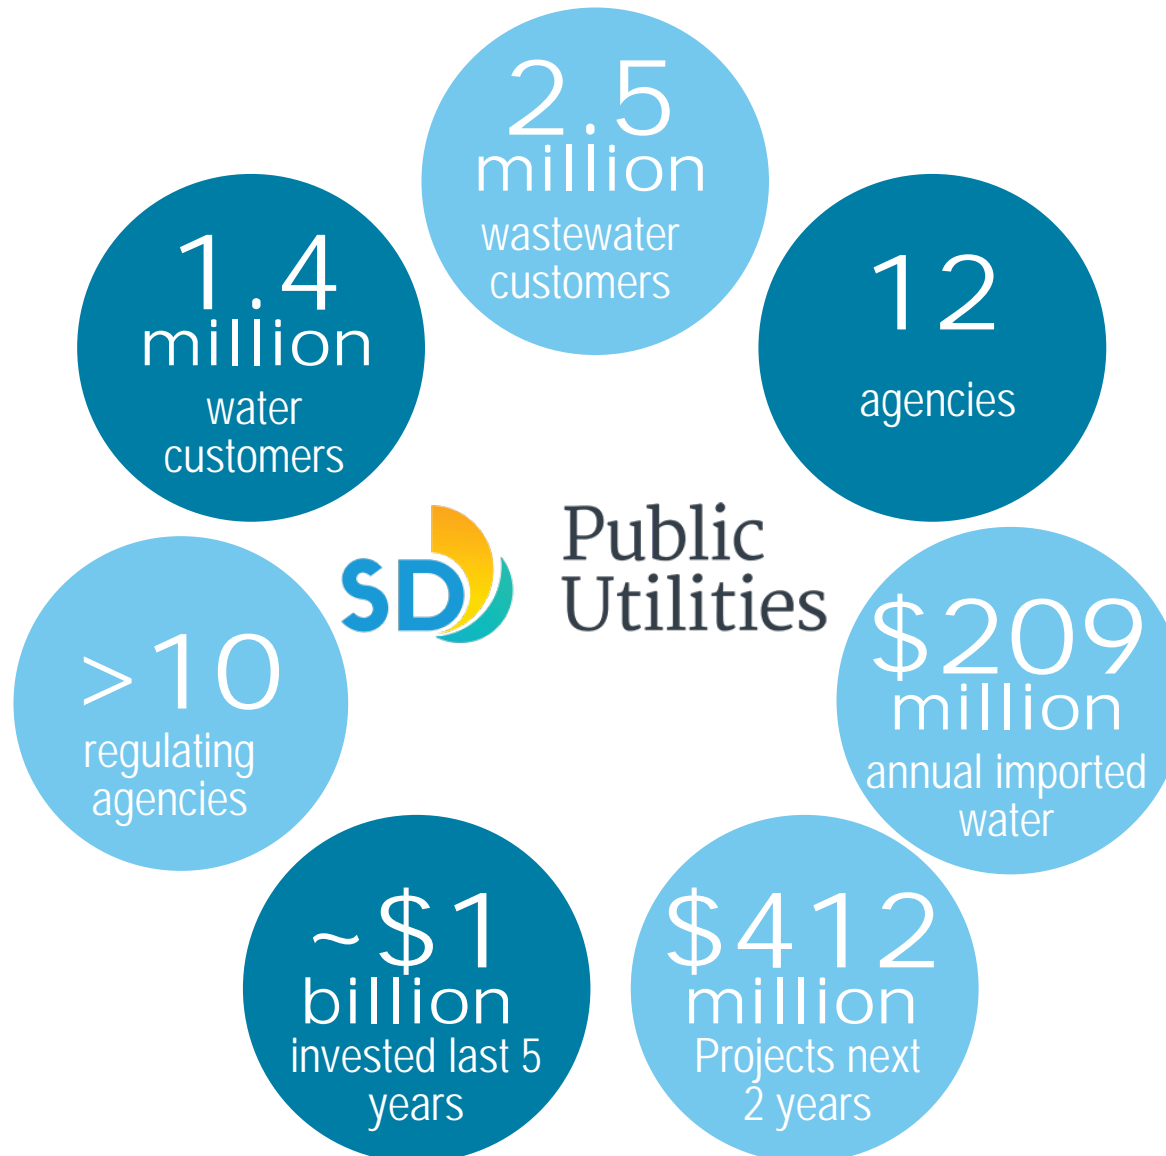 2.5
million
wastewater
customers
1.4
million
water
customers
12
agencies
SD
Public
Utilities
>10
regulating
agencies
$209
million
annual imported
water
~$1
billion
invested last 5
years
$412
million
Projects next
2 years